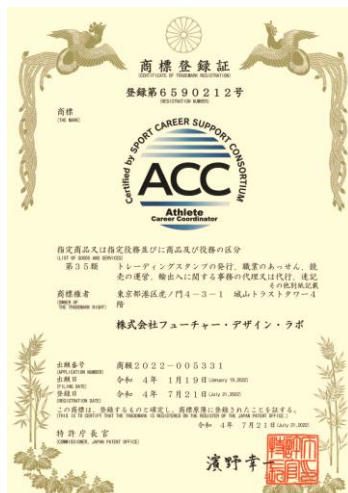 商標登録証
(CERTIFICATE OF TRADEMARK REGISTRATION)
登録第6590212号
(REGISTRATION NUMBER)
商標
(THE MARK)
Certified by SPORT CAREER SUPPORT CONSORTIUM
ACC
Athlete
Career Coordinator
指定商品又は指定役務並びに商品及び役務の区分
(LIST OF GOODS AND SERVICES)
第35類 トレーディングスタンプの発行，職業のあっせん，競
売の運営，輸出入に関する事務の代理又は代行，後記
その他別紙記載
商標権者 東京都港区虎ノ門4-3-1 城山トラストタワー4
(OWNER OF THE TRADEMARK RIGHT) 階
株式会社フューチャー・デザイン・ラボ
出願番号 商願2022-005331
(APPLICATION NUMBER)
出願日 令和 4年 1月19日(January 19,2022)
(FILING DATE)
登録日 令和 4年 7月21日(July 21,2022)
(REGISTRATION DATE)
この商標は、登録するものと確定し、商標原簿に登録されたことを証する。
(THIS IS TO CERTIFY THAT THE TRADEMARK IS REGISTERED ON THE REGISTER OF THE JAPAN PATENT OFFICE.)
令和 4年 7月21日(July 21,2022)
特許庁長官
(COMMISSIONER, JAPAN PATENT OFFICE)
濱野幸一